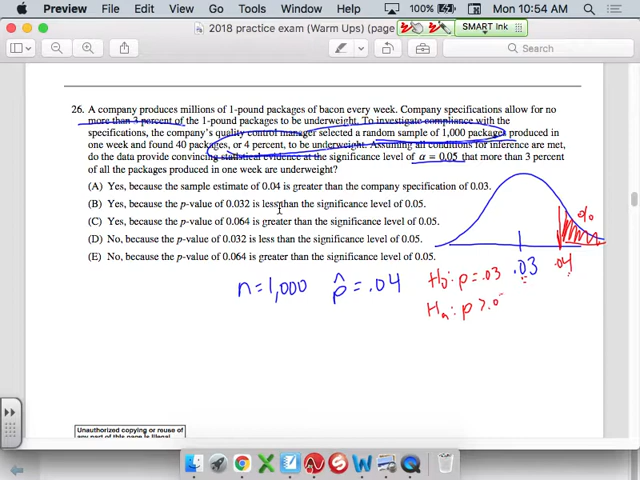 Preview File Edit View Go Tools Window Help 100% Mon 10:54 AM
2018 practice exam (Warm Ups) (page
SMART Ink
Search
26. A company produces millions of 1-pound packages of bacon every week. Company specifications allow for no
more than 3 percent of the 1-pound packages to be underweight. To investigate compliance with the
specifications, the company's quality control manager selected a random sample of 1,000 packages produced in
one week and found 40 packages, or 4 percent, to be underweight. Assuming all conditions for inference are met,
do the data provide convincing statistical evidence at the significance level of α = 0.05 that more than 3 percent
of all the packages produced in one week are underweight?
(A) Yes, because the sample estimate of 0.04 is greater than the company specification of 0.03.
(B) Yes, because the p-value of 0.032 is less than the significance level of 0.05.
(C) Yes, because the p-value of 0.064 is greater than the significance level of 0.05.
(D) No, because the p-value of 0.032 is less than the significance level of 0.05.
(E) No, because the p-value of 0.064 is greater than the significance level of 0.05.
%
.03 .04
n=1,000 p̂ = .04
H₀: p = .03
Hₐ: p > .0
Unauthorized copying or reuse of
any part of this page is illegal.